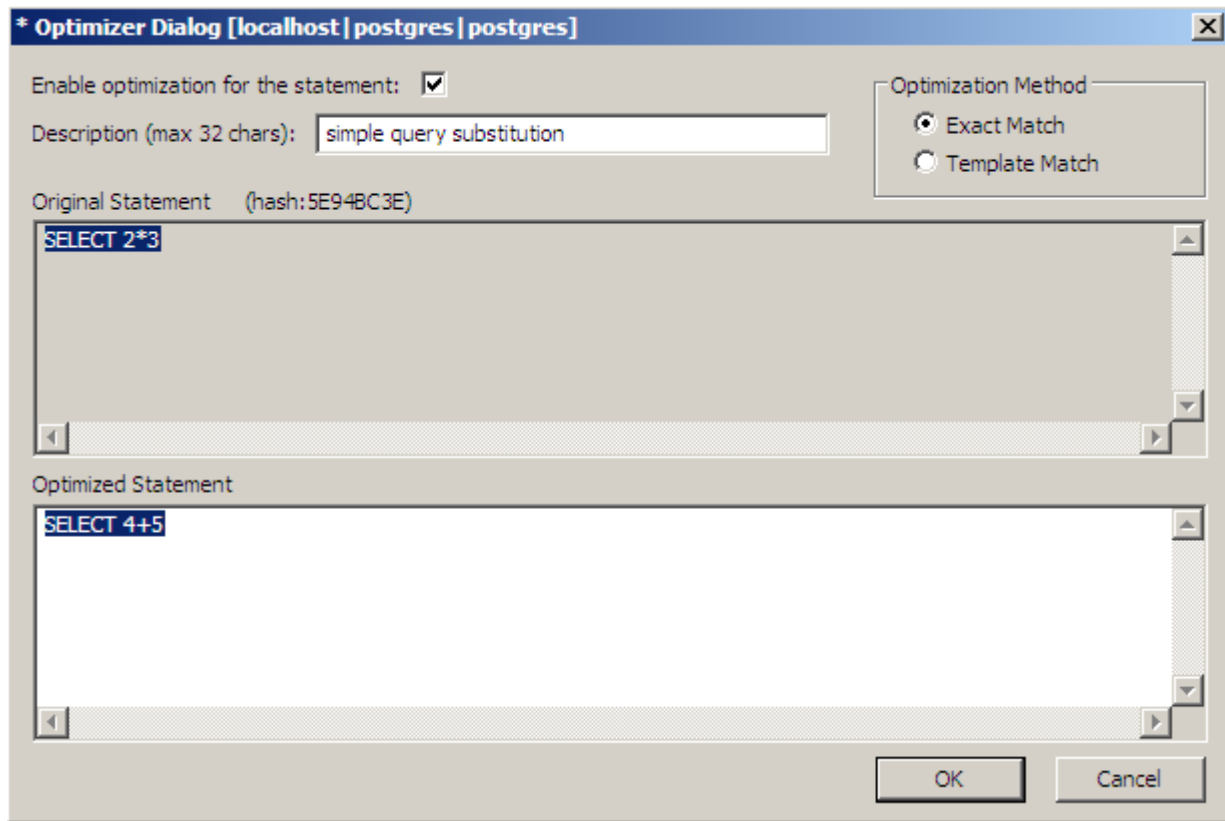 * Optimizer Dialog [localhost|postgres|postgres]
Enable optimization for the statement:
Optimization Method
Description (max 32 chars): simple query substitution
Exact Match
Template Match
Original Statement (hash:5E94BC3E)
SELECT 2*3
Optimized Statement
SELECT 4+5
OK Cancel